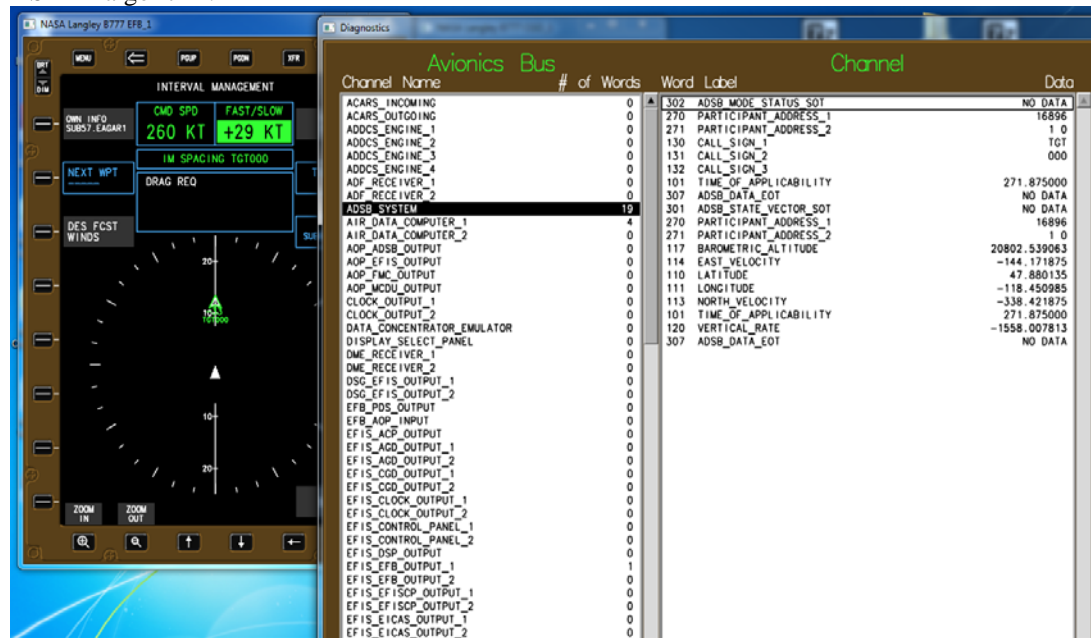 NASA Langley B777 EFB_1
BRT
DIM
MENU
PGUP
PGDN
XFR
INTERVAL MANAGEMENT
OWN INFO
SUB57.EAGAR1
CMD SPD
260 KT
FAST/SLOW
+29 KT
IM SPACING TGT000
NEXT WPT
-----
DRAG REQ
DES FCST
WINDS
20
10
TGT000
10
20
ZOOM
IN
ZOOM
OUT
Diagnostics
Avionics Bus
Channel Name # of Words
ACARS_INCOMING 0
ACARS_OUTGOING 0
ADDCS_ENGINE_1 0
ADDCS_ENGINE_2 0
ADDCS_ENGINE_3 0
ADDCS_ENGINE_4 0
ADF_RECEIVER_1 0
ADF_RECEIVER_2 0
ADSB_SYSTEM 19
AIR_DATA_COMPUTER_1 4
AIR_DATA_COMPUTER_2 0
AOP_ADSB_OUTPUT 0
AOP_EFIS_OUTPUT 0
AOP_FMC_OUTPUT 0
AOP_MCDU_OUTPUT 0
CLOCK_OUTPUT_1 0
CLOCK_OUTPUT_2 0
DATA_CONCENTRATOR_EMULATOR 0
DISPLAY_SELECT_PANEL 0
DME_RECEIVER_1 0
DME_RECEIVER_2 0
DSG_EFIS_OUTPUT_1 0
DSG_EFIS_OUTPUT_2 0
EFB_PDS_OUTPUT 0
EFB_AOP_INPUT 0
EFIS_ACP_OUTPUT 0
EFIS_AGD_OUTPUT_1 0
EFIS_AGD_OUTPUT_2 0
EFIS_CGD_OUTPUT_1 0
EFIS_CGD_OUTPUT_2 0
EFIS_CLOCK_OUTPUT_1 0
EFIS_CLOCK_OUTPUT_2 0
EFIS_CONTROL_PANEL_1 0
EFIS_CONTROL_PANEL_2 0
EFIS_DSP_OUTPUT 0
EFIS_EFB_OUTPUT_1 1
EFIS_EFB_OUTPUT_2 0
EFIS_EFISCP_OUTPUT_1 0
EFIS_EFISCP_OUTPUT_2 0
EFIS_EICAS_OUTPUT_1 0
EFIS_EICAS_OUTPUT_2 0
Channel
Word Label Data
302 ADSB_MODE_STATUS_SOT NO DATA
270 PARTICIPANT_ADDRESS_1 16896
271 PARTICIPANT_ADDRESS_2 1 0
130 CALL_SIGN_1 TGT
131 CALL_SIGN_2 000
132 CALL_SIGN_3
101 TIME_OF_APPLICABILITY 271.875000
307 ADSB_DATA_EOT NO DATA
301 ADSB_STATE_VECTOR_SOT NO DATA
270 PARTICIPANT_ADDRESS_1 16896
271 PARTICIPANT_ADDRESS_2 1 0
117 BAROMETRIC_ALTITUDE 20802.539063
114 EAST_VELOCITY -144.171875
110 LATITUDE 47.880135
111 LONGITUDE -118.450985
113 NORTH_VELOCITY -338.421875
101 TIME_OF_APPLICABILITY 271.875000
120 VERTICAL_RATE -1558.007813
307 ADSB_DATA_EOT NO DATA